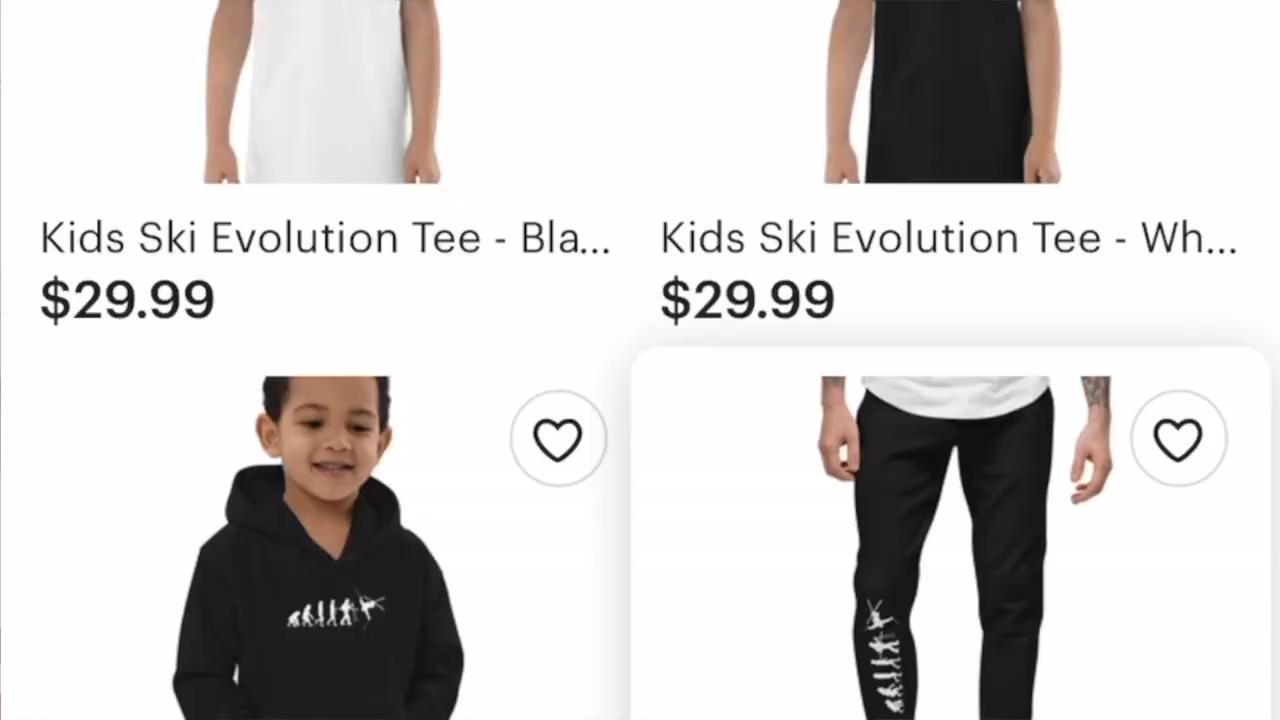 Kids Ski Evolution Tee - Bla...
Kids Ski Evolution Tee - Wh...
$29.99
$29.99